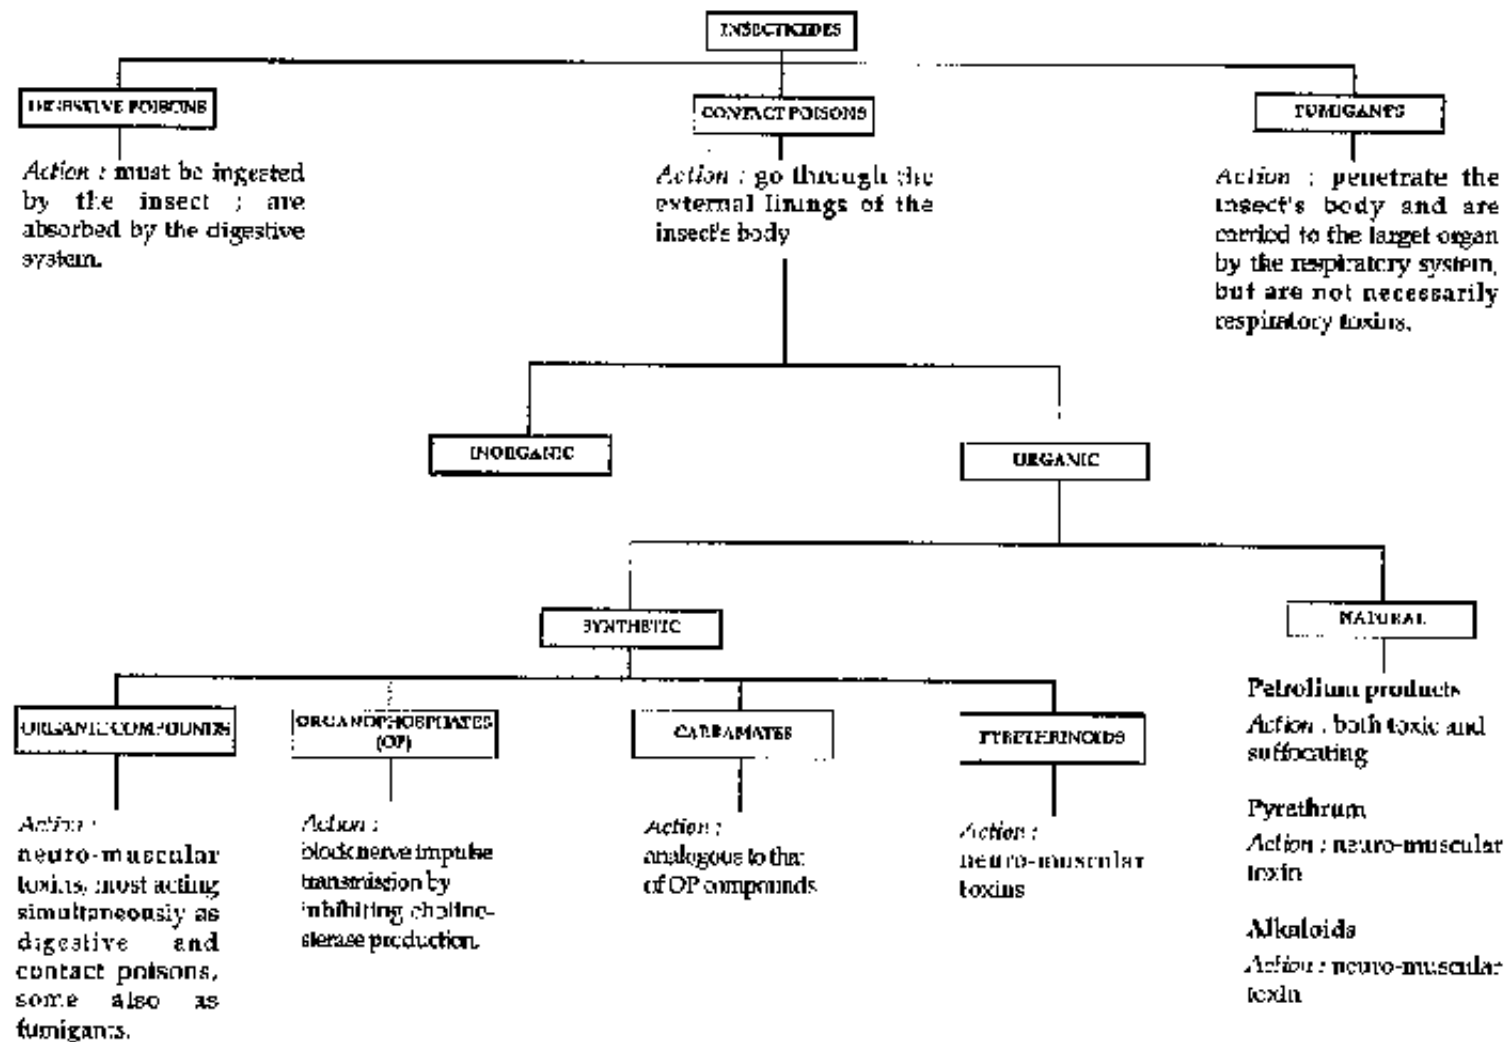 INSECTICIDES
DIGESTIVE POISONS
CONTACT POISONS
FUMIGANTS
Action : must be ingested
by the insect ; are
absorbed by the digestive
system.
Action : go through the
external linings of the
insect's body
Action : penetrate the
insect's body and are
carried to the target organ
by the respiratory system,
but are not necessarily
respiratory toxins.
INORGANIC
ORGANIC
SYNTHETIC
NATURAL
ORGANIC COMPOUNDS
ORGANOPHOSPHATES
(OP)
CARBAMATES
PYRETHRINOIDS
Action :
neuro-muscular
toxins, most acting
simultaneously as
digestive and
contact poisons,
some also as
fumigants.
Action :
block nerve impulse
transmission by
inhibiting choline-
sterase production.
Action :
analogous to that
of OP compounds
Action :
neuro-muscular
toxins
Petrolium products
Action : both toxic and
suffocating
Pyrethrum
Action : neuro-muscular
toxin
Alkaloids
Action : neuro-muscular
toxin